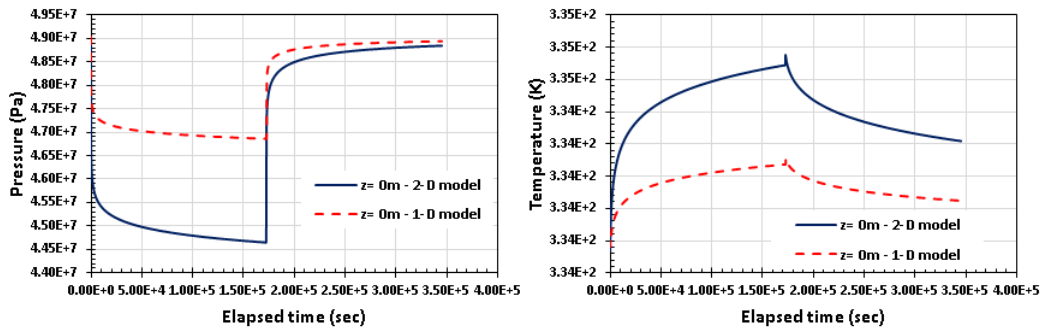 4.95E+7
4.90E+7
4.85E+7
4.80E+7
4.75E+7
4.70E+7
4.65E+7
4.60E+7
4.55E+7
4.50E+7
4.45E+7
4.40E+7
Pressure (Pa)
z= 0m - 2- D model
z= 0m - 1- D model
0.00E+0 5.00E+4 1.00E+5 1.50E+5 2.00E+5 2.50E+5 3.00E+5 3.50E+5 4.00E+5
Elapsed time (sec)
3.35E+2
3.35E+2
3.35E+2
3.34E+2
3.34E+2
3.34E+2
3.34E+2
3.34E+2
3.34E+2
Temperature (K)
z= 0m - 2- D model
z= 0m - 1- D model
0.00E+0 5.00E+4 1.00E+5 1.50E+5 2.00E+5 2.50E+5 3.00E+5 3.50E+5 4.00E+5
Elapsed time (sec)